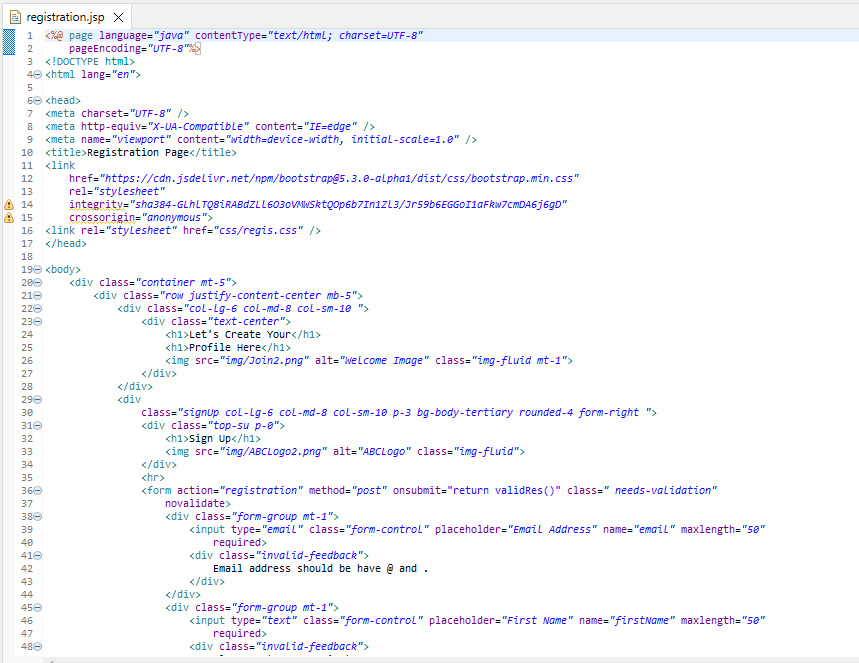 registration.jsp
1 <%@ page language="java" contentType="text/html; charset=UTF-8"
2 pageEncoding="UTF-8"%>
3 <!DOCTYPE html>
4 <html lang="en">
5
6 <head>
7 <meta charset="UTF-8" />
8 <meta http-equiv="X-UA-Compatible" content="IE=edge" />
9 <meta name="viewport" content="width=device-width, initial-scale=1.0" />
10 <title>Registration Page</title>
11 <link
12 href="https://cdn.jsdelivr.net/npm/bootstrap@5.3.0-alpha1/dist/css/bootstrap.min.css"
13 rel="stylesheet"
14 integrity="sha384-GLhlTQ8iRABdZLl6O3oVMWSktQOp6b7In1Zl3/Jr59b6EGGoI1aFkw7cmDA6j6gD"
15 crossorigin="anonymous">
16 <link rel="stylesheet" href="css/regis.css" />
17 </head>
18
19 <body>
20 <div class="container mt-5">
21 <div class="row justify-content-center mb-5">
22 <div class="col-lg-6 col-md-8 col-sm-10 ">
23 <div class="text-center">
24 <h1>Let's Create Your</h1>
25 <h1>Profile Here</h1>
26 <img src="img/Join2.png" alt="Welcome Image" class="img-fluid mt-1">
27 </div>
28 </div>
29 <div
30 class="signUp col-lg-6 col-md-8 col-sm-10 p-3 bg-body-tertiary rounded-4 form-right ">
31 <div class="top-su p-0">
32 <h1>Sign Up</h1>
33 <img src="img/ABCLogo2.png" alt="ABCLogo" class="img-fluid">
34 </div>
35 <hr>
36 <form action="registration" method="post" onsubmit="return validRes()" class=" needs-validation"
37 novalidate>
38 <div class="form-group mt-1">
39 <input type="email" class="form-control" placeholder="Email Address" name="email" maxlength="50"
40 required>
41 <div class="invalid-feedback">
42 Email address should be have @ and .
43 </div>
44 </div>
45 <div class="form-group mt-1">
46 <input type="text" class="form-control" placeholder="First Name" name="firstName" maxlength="50"
47 required>
48 <div class="invalid-feedback">